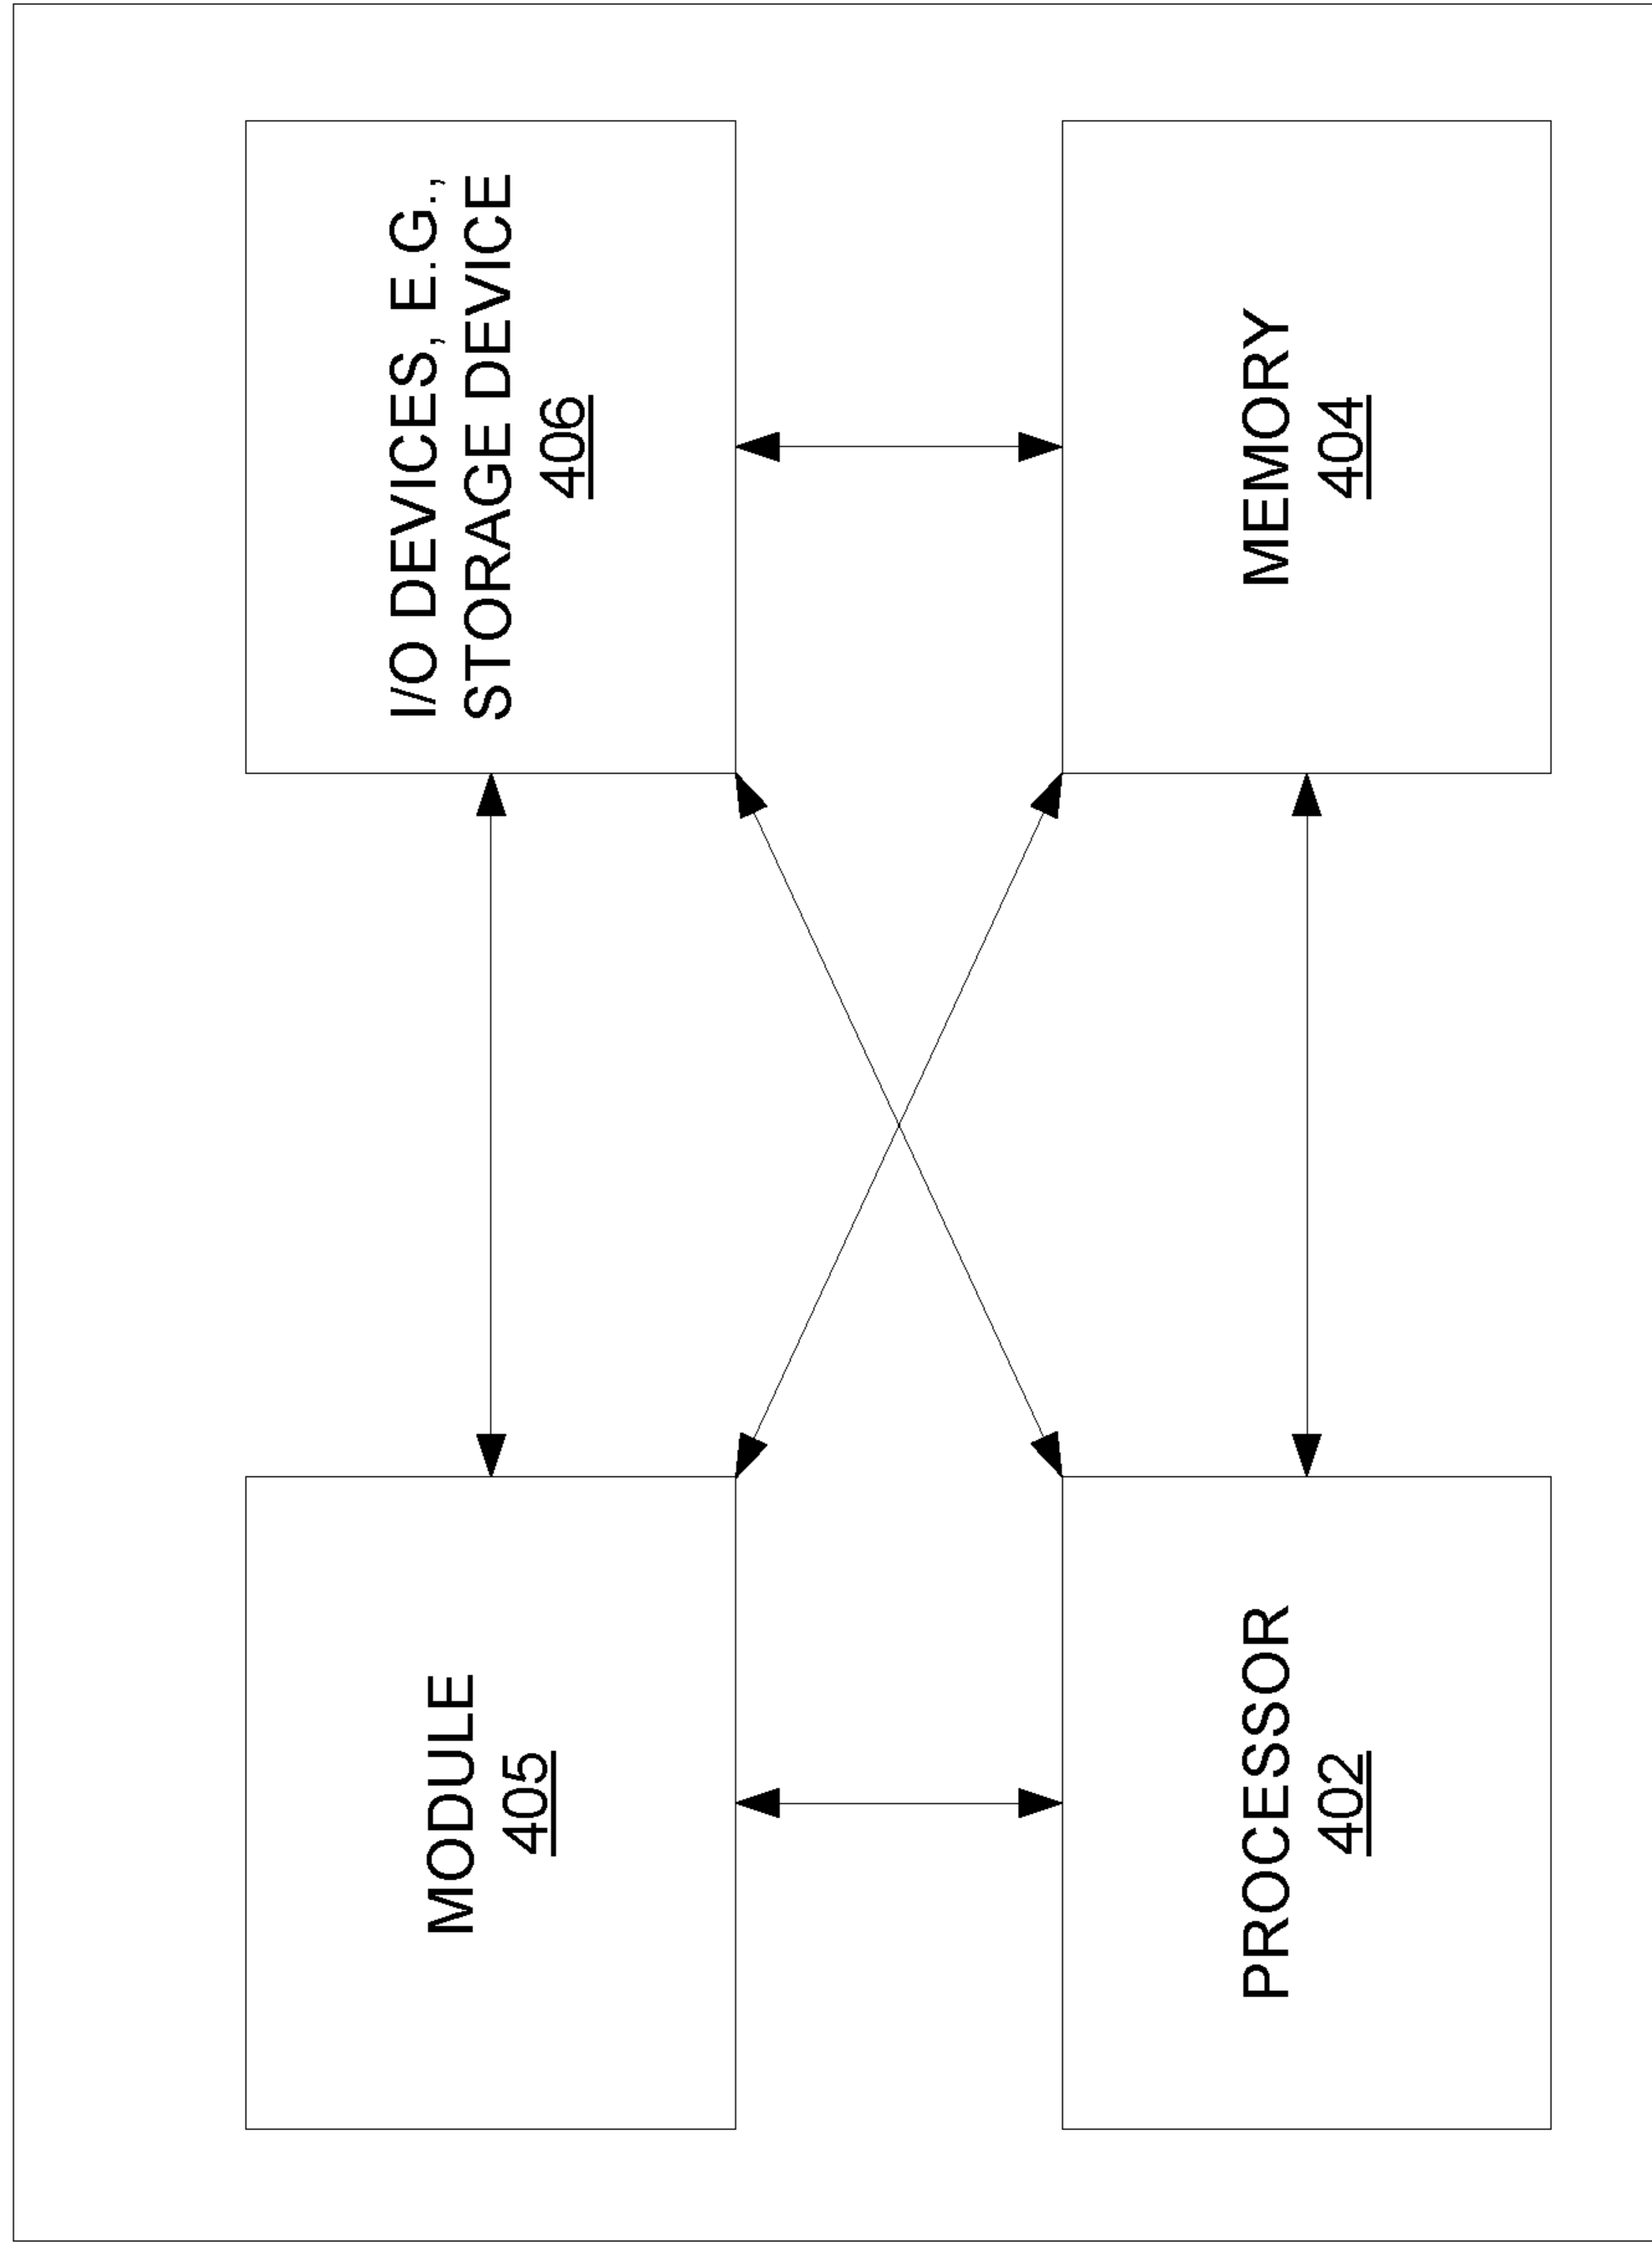 MODULE
405
I/O DEVICES, E.G.,
STORAGE DEVICE
406
PROCESSOR
402
MEMORY
404